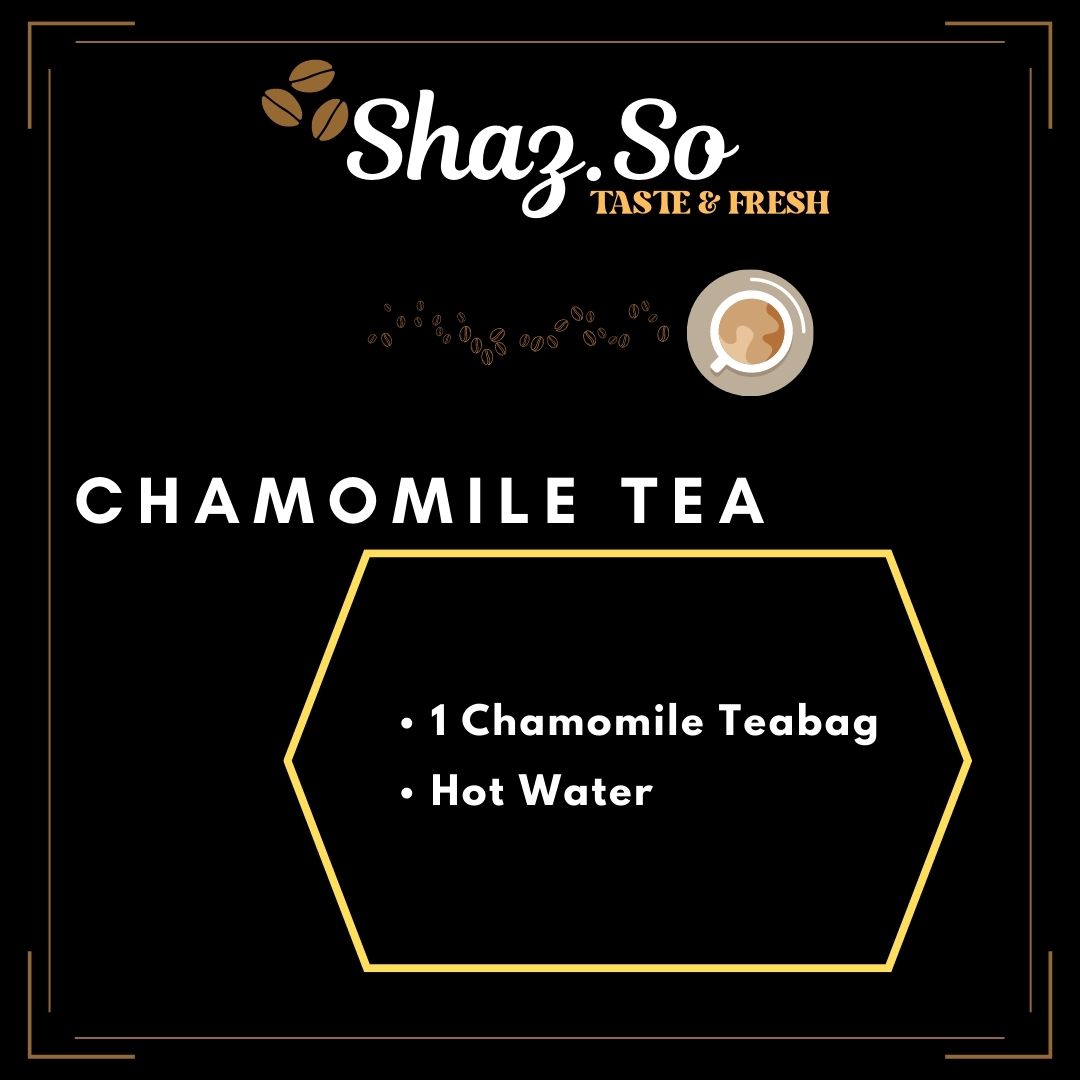 Shaz.So
TASTE & FRESH
CHAMOMILE TEA
• 1 Chamomile Teabag
• Hot Water